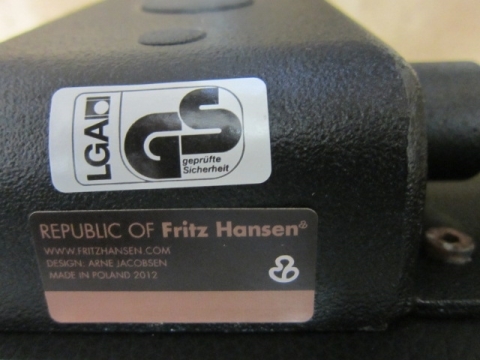 LGA
GS
geprüfte
Sicherheit
REPUBLIC OF Fritz Hansen®
WWW.FRITZHANSEN.COM
DESIGN: ARNE JACOBSEN
MADE IN POLAND 2012